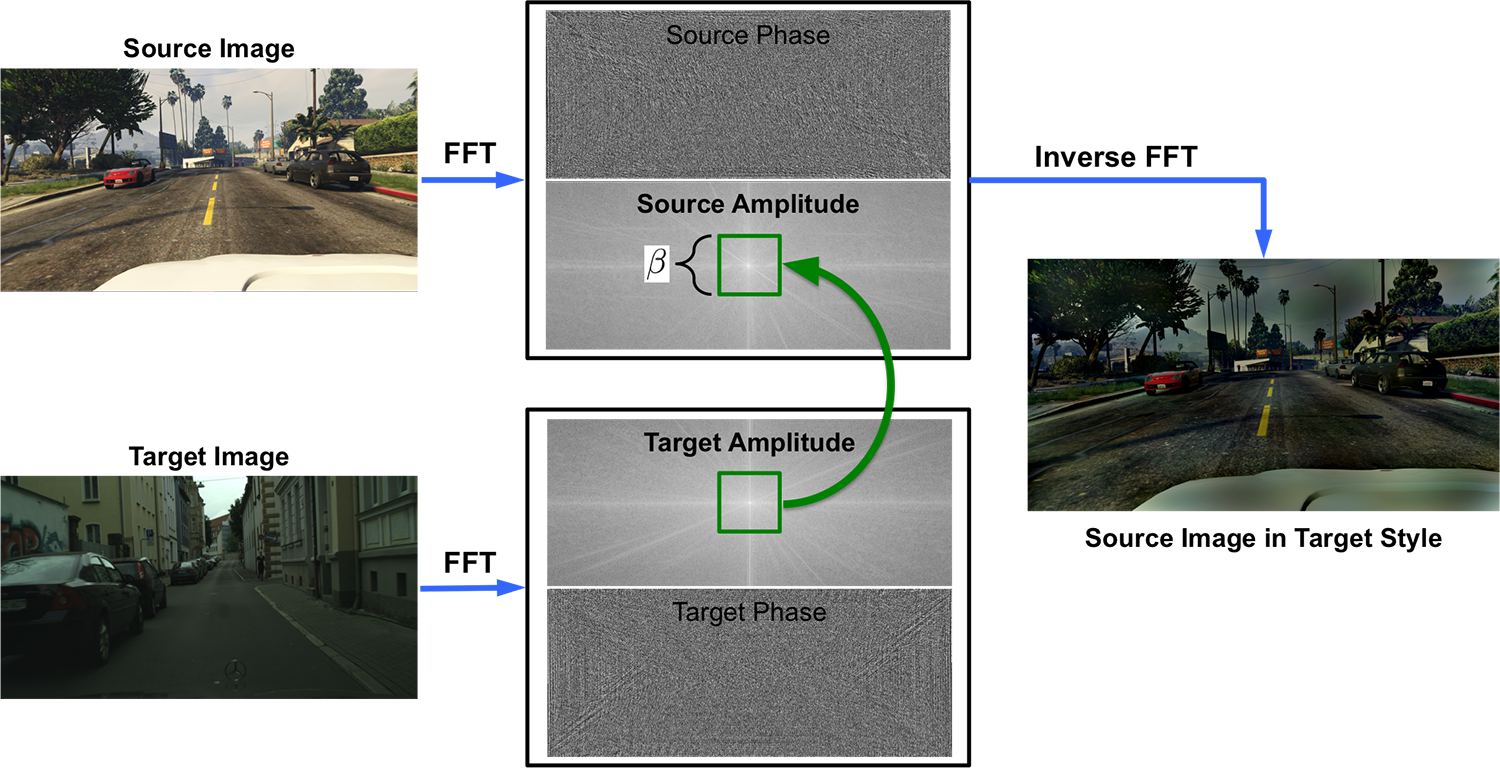 Source Image
FFT
Source Phase
Source Amplitude
β
Inverse FFT
Source Image in Target Style
Target Image
FFT
Target Amplitude
Target Phase